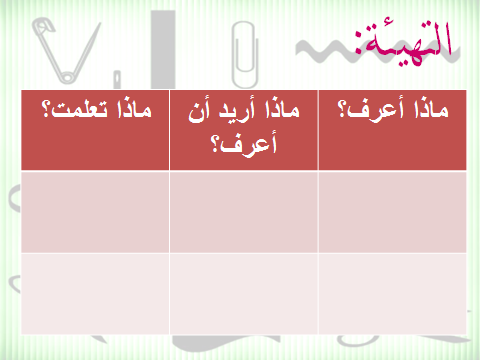 التهيئة:
ماذا أعرف؟
ماذا أريد أن
أعرف؟
ماذا تعلمت؟